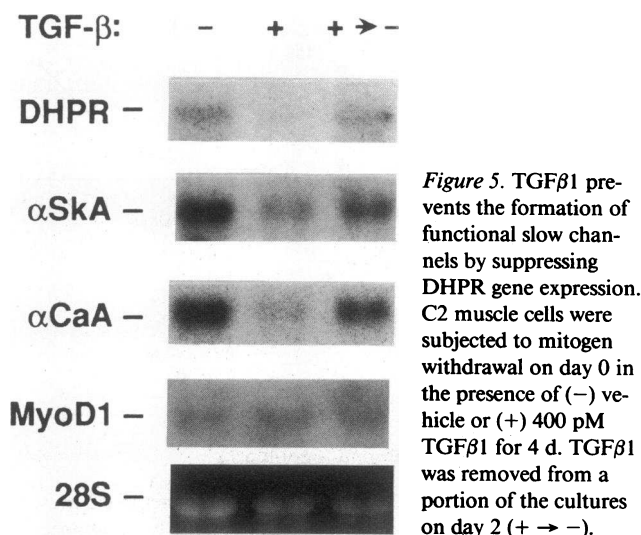 TGF-β: − + + → −
DHPR −
αSkA −
αCaA −
MyoD1 −
28S −
Figure 5. TGFβ1 pre-
vents the formation of
functional slow chan-
nels by suppressing
DHPR gene expression.
C2 muscle cells were
subjected to mitogen
withdrawal on day 0 in
the presence of (−) ve-
hicle or (+) 400 pM
TGFβ1 for 4 d. TGFβ1
was removed from a
portion of the cultures
on day 2 (+ → −).